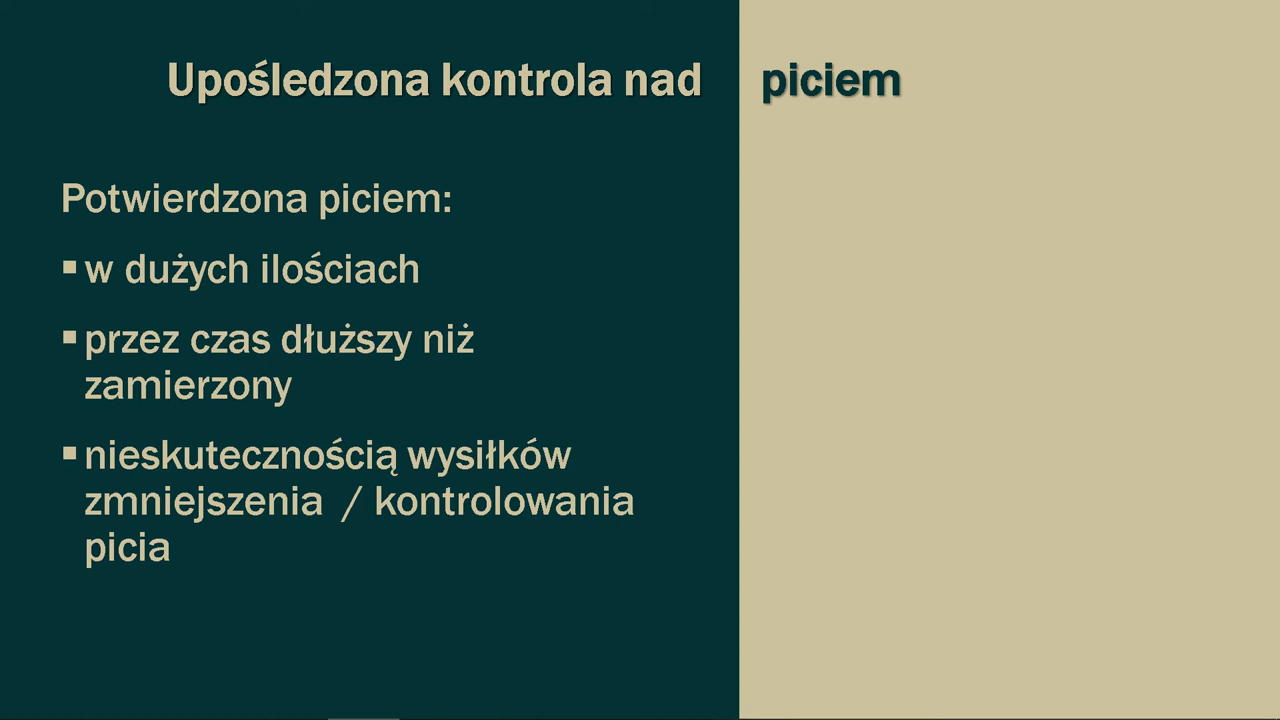 Upośledzona kontrola nad piciem
Potwierdzona piciem:
▪ w dużych ilościach
▪ przez czas dłuższy niż
zamierzony
▪ nieskutecznością wysiłków
zmniejszenia / kontrolowania
picia